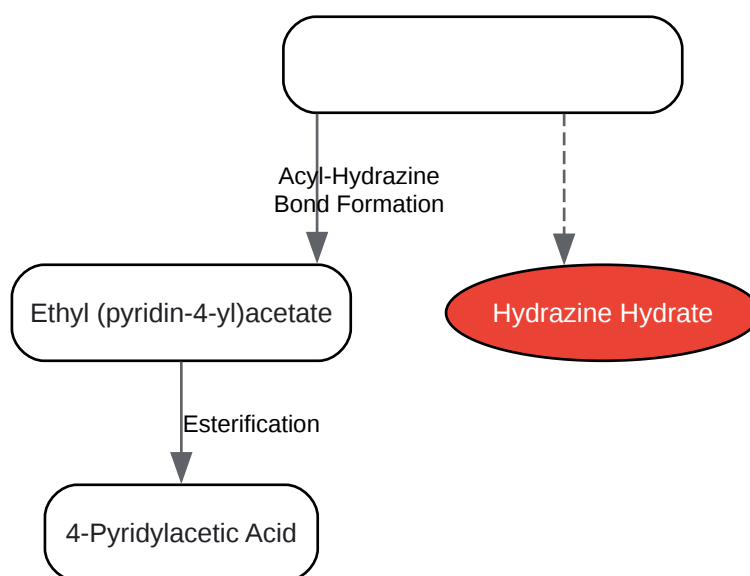 Acyl-Hydrazine
Bond Formation
Ethyl (pyridin-4-yl)acetate
Hydrazine Hydrate
Esterification
4-Pyridylacetic Acid